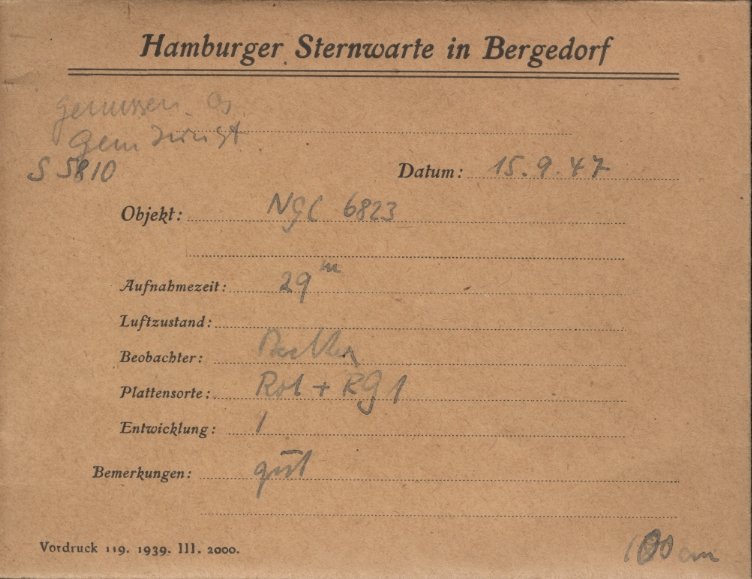 Hamburger Sternwarte in Bergedorf
gemessen.
S 5810
Datum: 15.9.47
Objekt: NGC 6823
Aufnahmezeit: 29 m
Luftzustand:
Beobachter:
Plattensorte: Rot + RG 1
Entwicklung: 1
Bemerkungen: gut
Vordruck 119. 1939. III. 2000.
100 cm